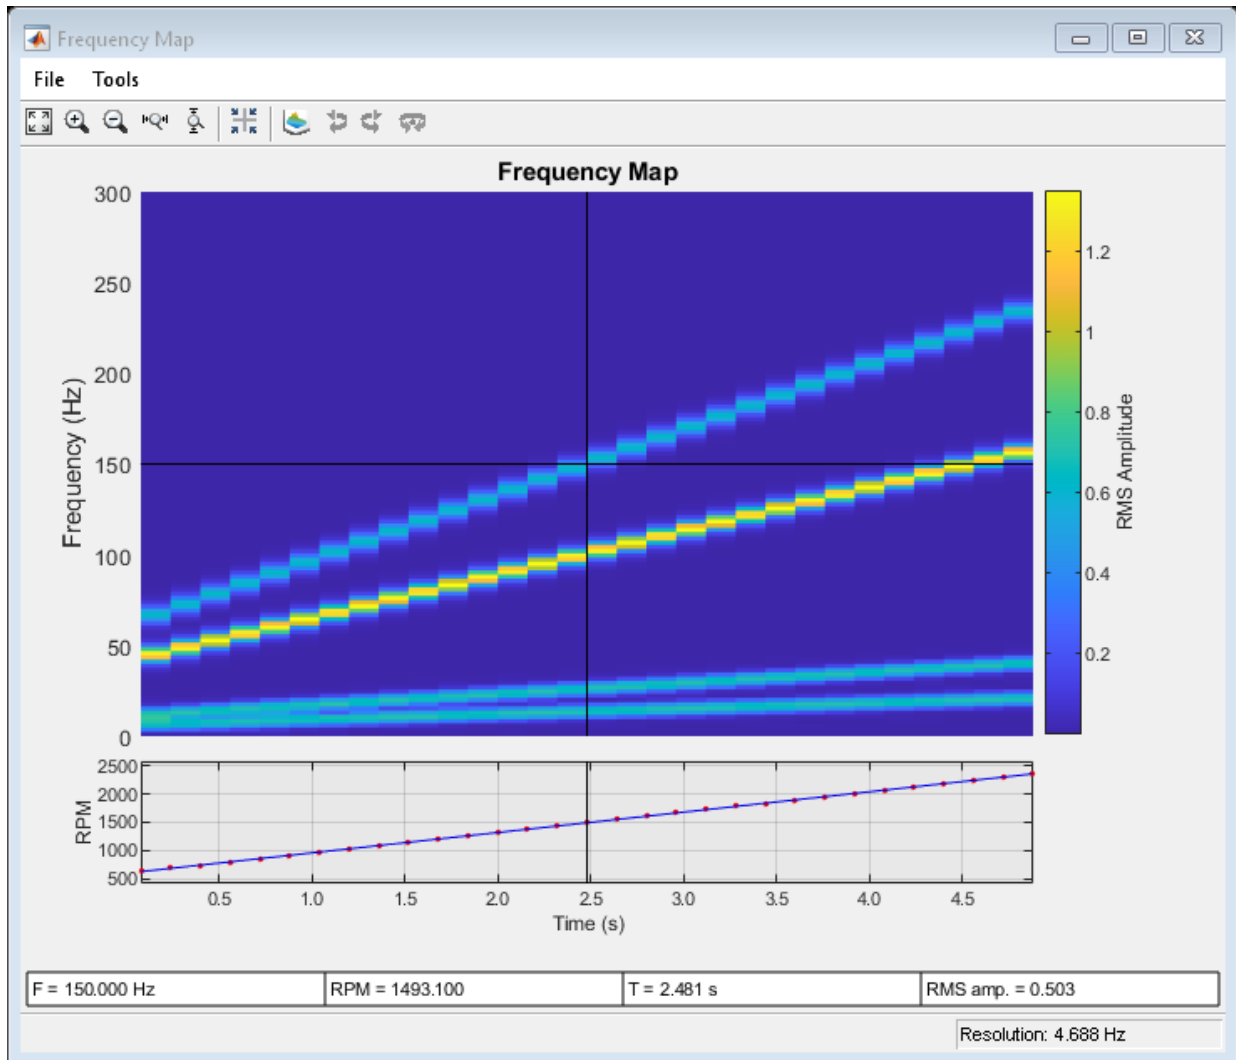 Frequency Map
File Tools
Frequency Map
300
250
200
150
100
50
0
Frequency (Hz)
1.2
1
0.8
0.6
0.4
0.2
RMS Amplitude
2500
2000
1500
1000
500
RPM
0.5 1.0 1.5 2.0 2.5 3.0 3.5 4.0 4.5
Time (s)
F = 150.000 Hz RPM = 1493.100 T = 2.481 s RMS amp. = 0.503
Resolution: 4.688 Hz